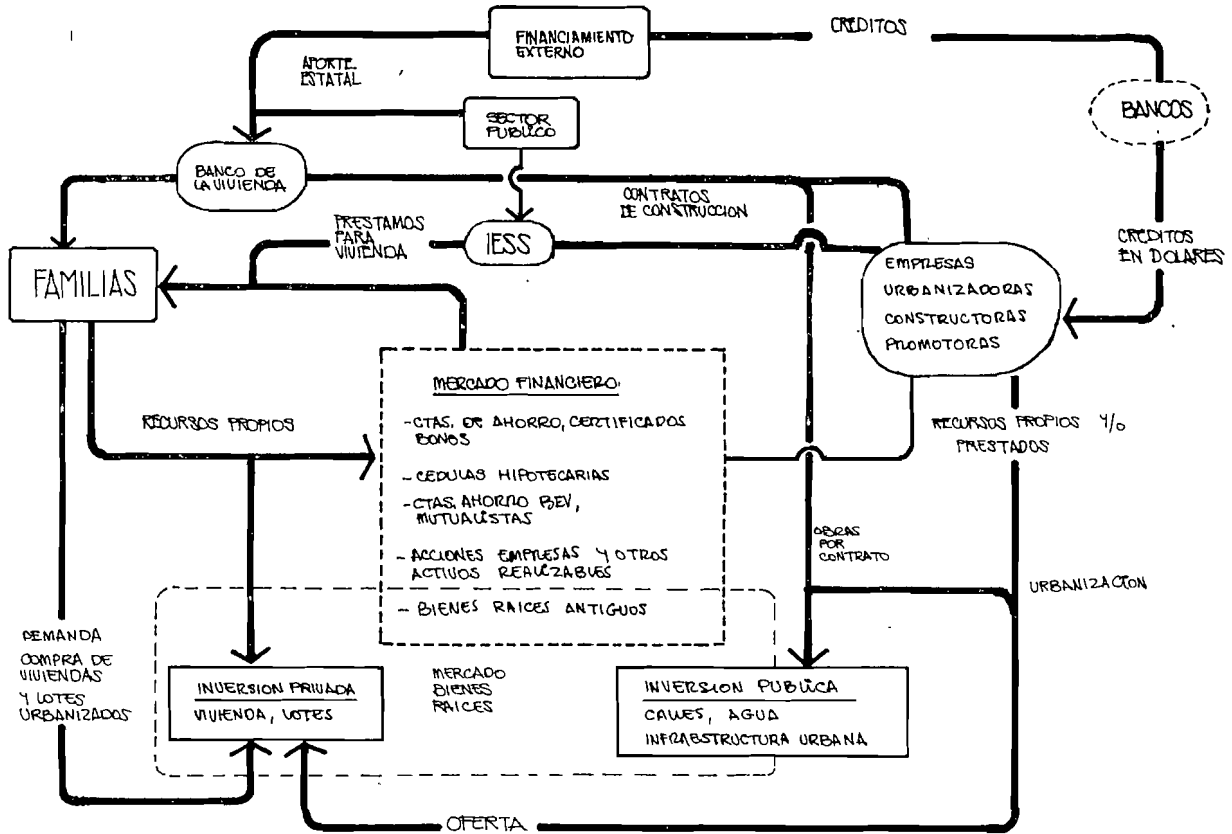 FINANCIAMIENTO
EXTERNO
CREDITOS
APORTE
ESTATAL
SECTOR
PUBLICO
BANCOS
BANCO DE
LA VIVIENDA
CONTRATOS
DE CONSTRUCCION
PRESTAMOS
PARA
VIVIENDA
IESS
CREDITOS
EN DOLARES
FAMILIAS
EMPRESAS
URBANIZADORAS
CONSTRUCTORAS
PROMOTORAS
MERCADO FINANCIERO:
- CTAS. DE AHORRO, CERTIFICADOS
BONOS
- CEDULAS HIPOTECARIAS
- CTAS. AHORRO BEV,
MUTUALISTAS
- ACCIONES EMPRESAS Y OTROS
ACTIVOS REALIZABLES
- BIENES RAICES ANTIGUOS
RECURSOS PROPIOS
RECURSOS PROPIOS Y/O
PRESTADOS
OBRAS
POR
CONTRATO
URBANIZACION
DEMANDA
COMPRA DE
VIVIENDAS
Y LOTES
URBANIZADOS
INVERSION PRIVADA
VIVIENDA, LOTES
MERCADO
BIENES
RAICES
INVERSION PUBLICA
CALLES, AGUA
INFRAESTRUCTURA URBANA
OFERTA